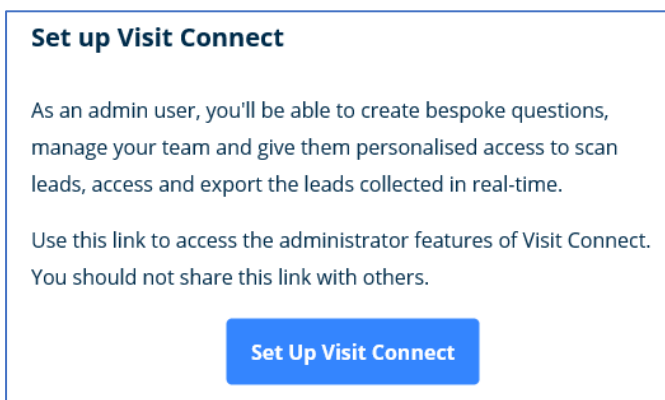 Set up Visit Connect
As an admin user, you'll be able to create bespoke questions,
manage your team and give them personalised access to scan
leads, access and export the leads collected in real-time.
Use this link to access the administrator features of Visit Connect.
You should not share this link with others.
Set Up Visit Connect